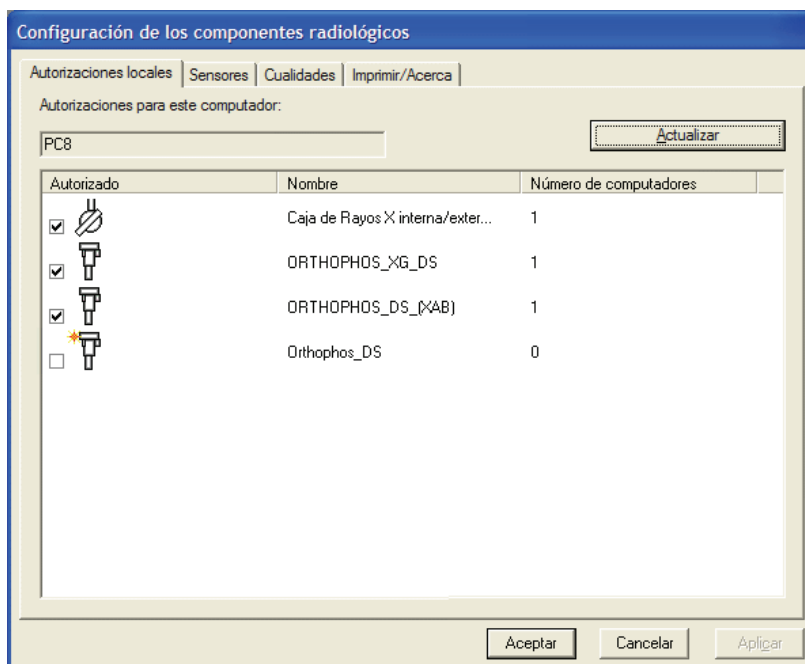 Configuración de los componentes radiológicos
Autorizaciones locales Sensores Cualidades Imprimir/Acerca
Autorizaciones para este computador:
PC8 Actualizar
Autorizado Nombre Número de computadores
Caja de Rayos X interna/exter... 1
ORTHOPHOS_XG_DS 1
ORTHOPHOS_DS_(XAB) 1
Orthophos_DS 0
Aceptar Cancelar Aplicar